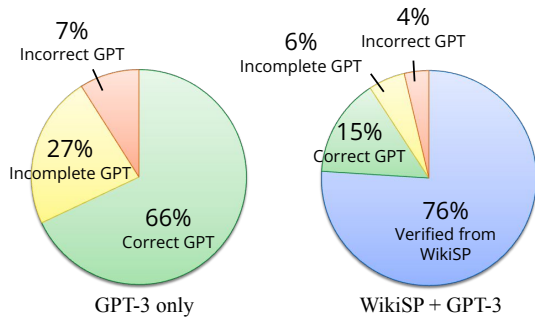 7%
Incorrect GPT
27%
Incomplete GPT
66%
Correct GPT
GPT-3 only
4%
Incorrect GPT
6%
Incomplete GPT
15%
Correct GPT
76%
Verified from
WikiSP
WikiSP + GPT-3